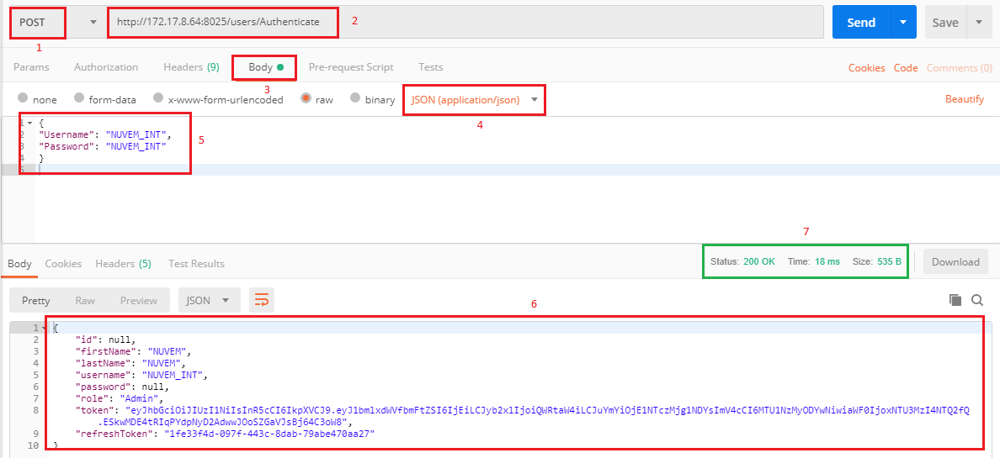 POST
http://172.17.8.64:8025/users/Authenticate
2
Send
Save
1
Params Authorization Headers (9) Body Pre-request Script Tests
Cookies Code Comments (0)
3
none form-data x-www-form-urlencoded raw binary JSON (application/json)
Beautify
4
1 {
2 "Username": "NUVEM_INT",
3 "Password": "NUVEM_INT"
4 }
5
5
7
Body Cookies Headers (5) Test Results
Status: 200 OK Time: 18 ms Size: 535 B
Download
Pretty Raw Preview JSON
6
1 {
2 "id": null,
3 "firstName": "NUVEM",
4 "lastName": "NUVEM",
5 "username": "NUVEM_INT",
6 "password": null,
7 "role": "Admin",
8 "token": "eyJhbGciOiJIUzI1NiIsInR5cCI6IkpXVCJ9.eyJ1bmlxdWVfbmFtZSI6IjEiLCJyb2xlIjoiQWRtaW4iLCJuYmYiOjE1NTczMjg1NDYsImV4cCI6MTU1NzMyODYwNiwiaWF0IjoxNTU3MzI4NTQ2fQ
.ESkwMDE4tRIqPYdpNyD2AdwwJOoSZGaVJsBj64C3oW8",
9 "refreshToken": "1fe33f4d-097f-443c-8dab-79abe470aa27"
10 }